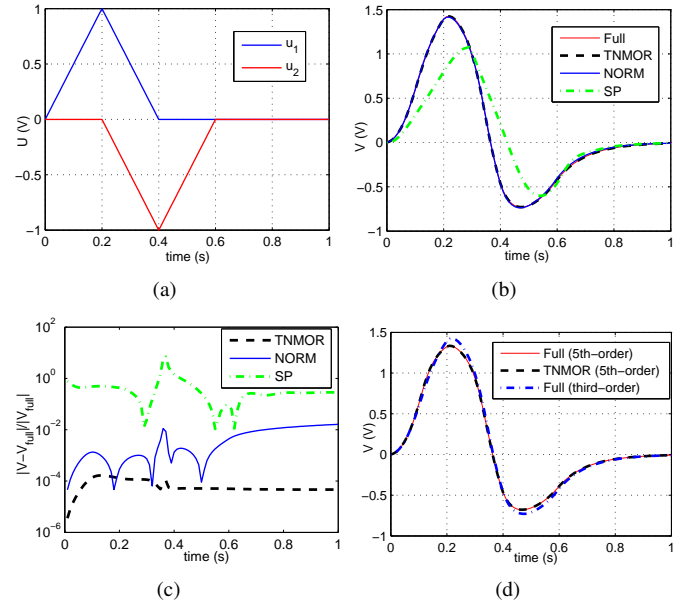 1
0.5
0
−0.5
−1
0 0.2 0.4 0.6 0.8 1
U (V)
time (s)
u1
u2
(a)
1.5
1
0.5
0
−0.5
−1
0 0.2 0.4 0.6 0.8 1
V (V)
time (s)
Full
TNMOR
NORM
SP
(b)
10^2
10^0
10^−2
10^−4
10^−6
0 0.2 0.4 0.6 0.8 1
|V−Vfull|/|Vfull|
time (s)
TNMOR
NORM
SP
(c)
1.5
1
0.5
0
−0.5
−1
0 0.2 0.4 0.6 0.8 1
V (V)
time (s)
Full (5th−order)
TNMOR (5th−order)
Full (third−order)
(d)